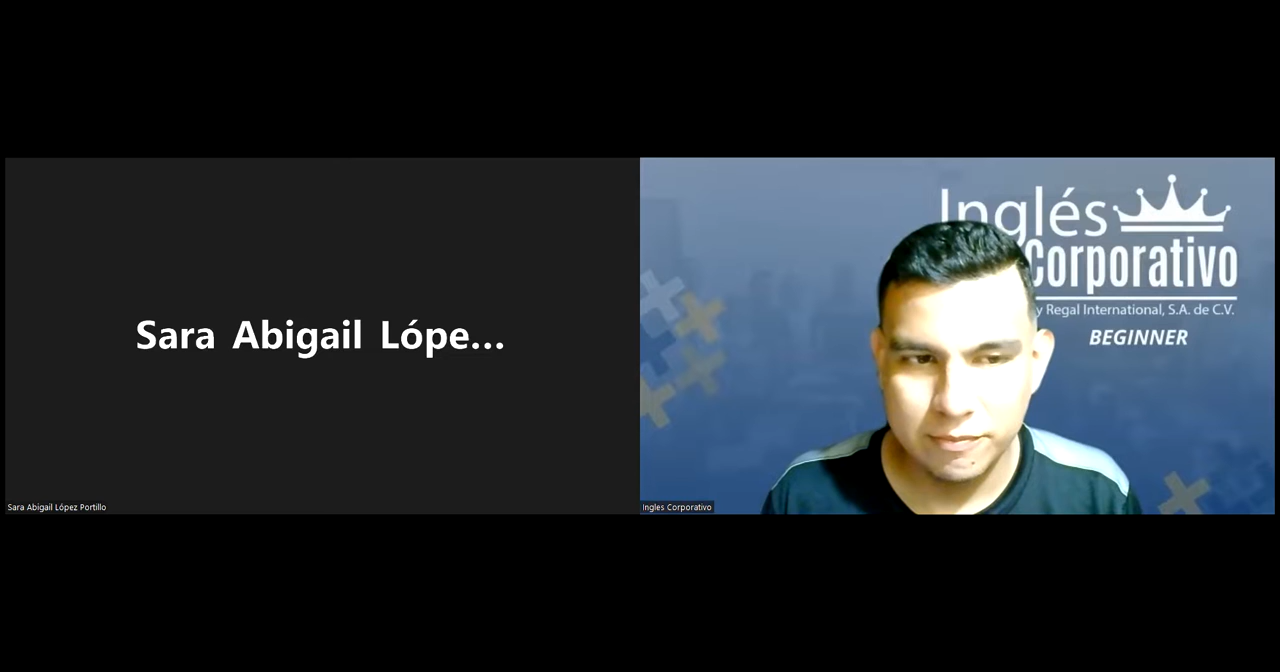 Sara Abigail Lópe...
Sara Abigail López Portillo
Inglés
Corporativo
y Regal International, S.A. de C.V.
BEGINNER
Ingles Corporativo